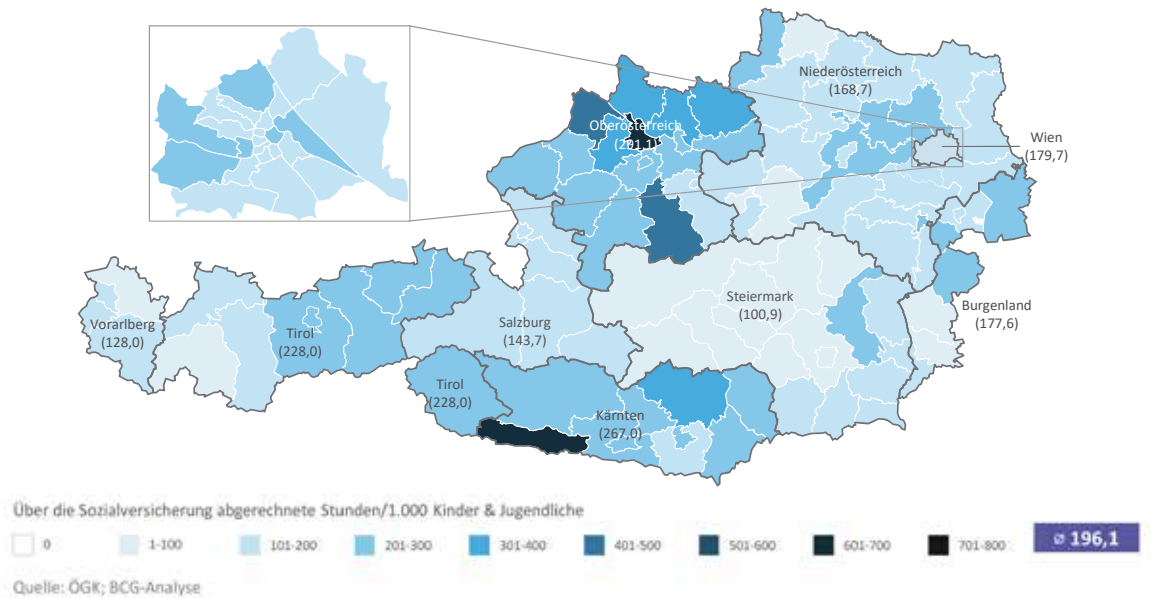 Niederösterreich
(168,7)
Oberösterreich
Wien
(179,7)
Burgenland
(177,6)
Steiermark
(100,9)
Salzburg
(143,7)
Vorarlberg
(128,0)
Tirol
(228,0)
Tirol
(228,0)
Kärnten
(267,0)
Über die Sozialversicherung abgerechnete Stunden/1.000 Kinder & Jugendliche
0 1-100 101-200 201-300 301-400 401-500 501-600 601-700 701-800
ø 196,1
Quelle: ÖGK; BCG-Analyse